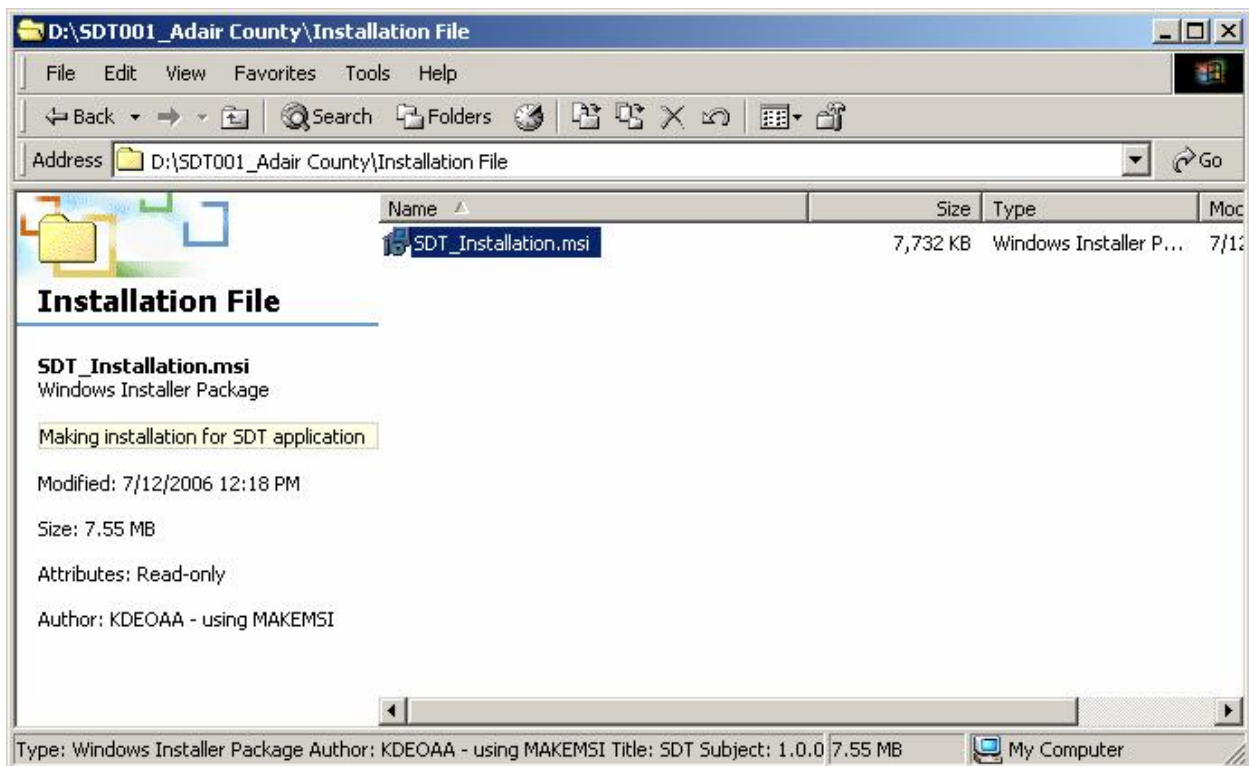 D:\SDT001_Adair County\Installation File
File Edit View Favorites Tools Help
Back Search Folders
Address D:\SDT001_Adair County\Installation File Go
Name Size Type Moc
SDT_Installation.msi 7,732 KB Windows Installer P... 7/12
Installation File
SDT_Installation.msi
Windows Installer Package
Making installation for SDT application
Modified: 7/12/2006 12:18 PM
Size: 7.55 MB
Attributes: Read-only
Author: KDEOAA - using MAKEMSI
Type: Windows Installer Package Author: KDEOAA - using MAKEMSI Title: SDT Subject: 1.0.0 7.55 MB My Computer